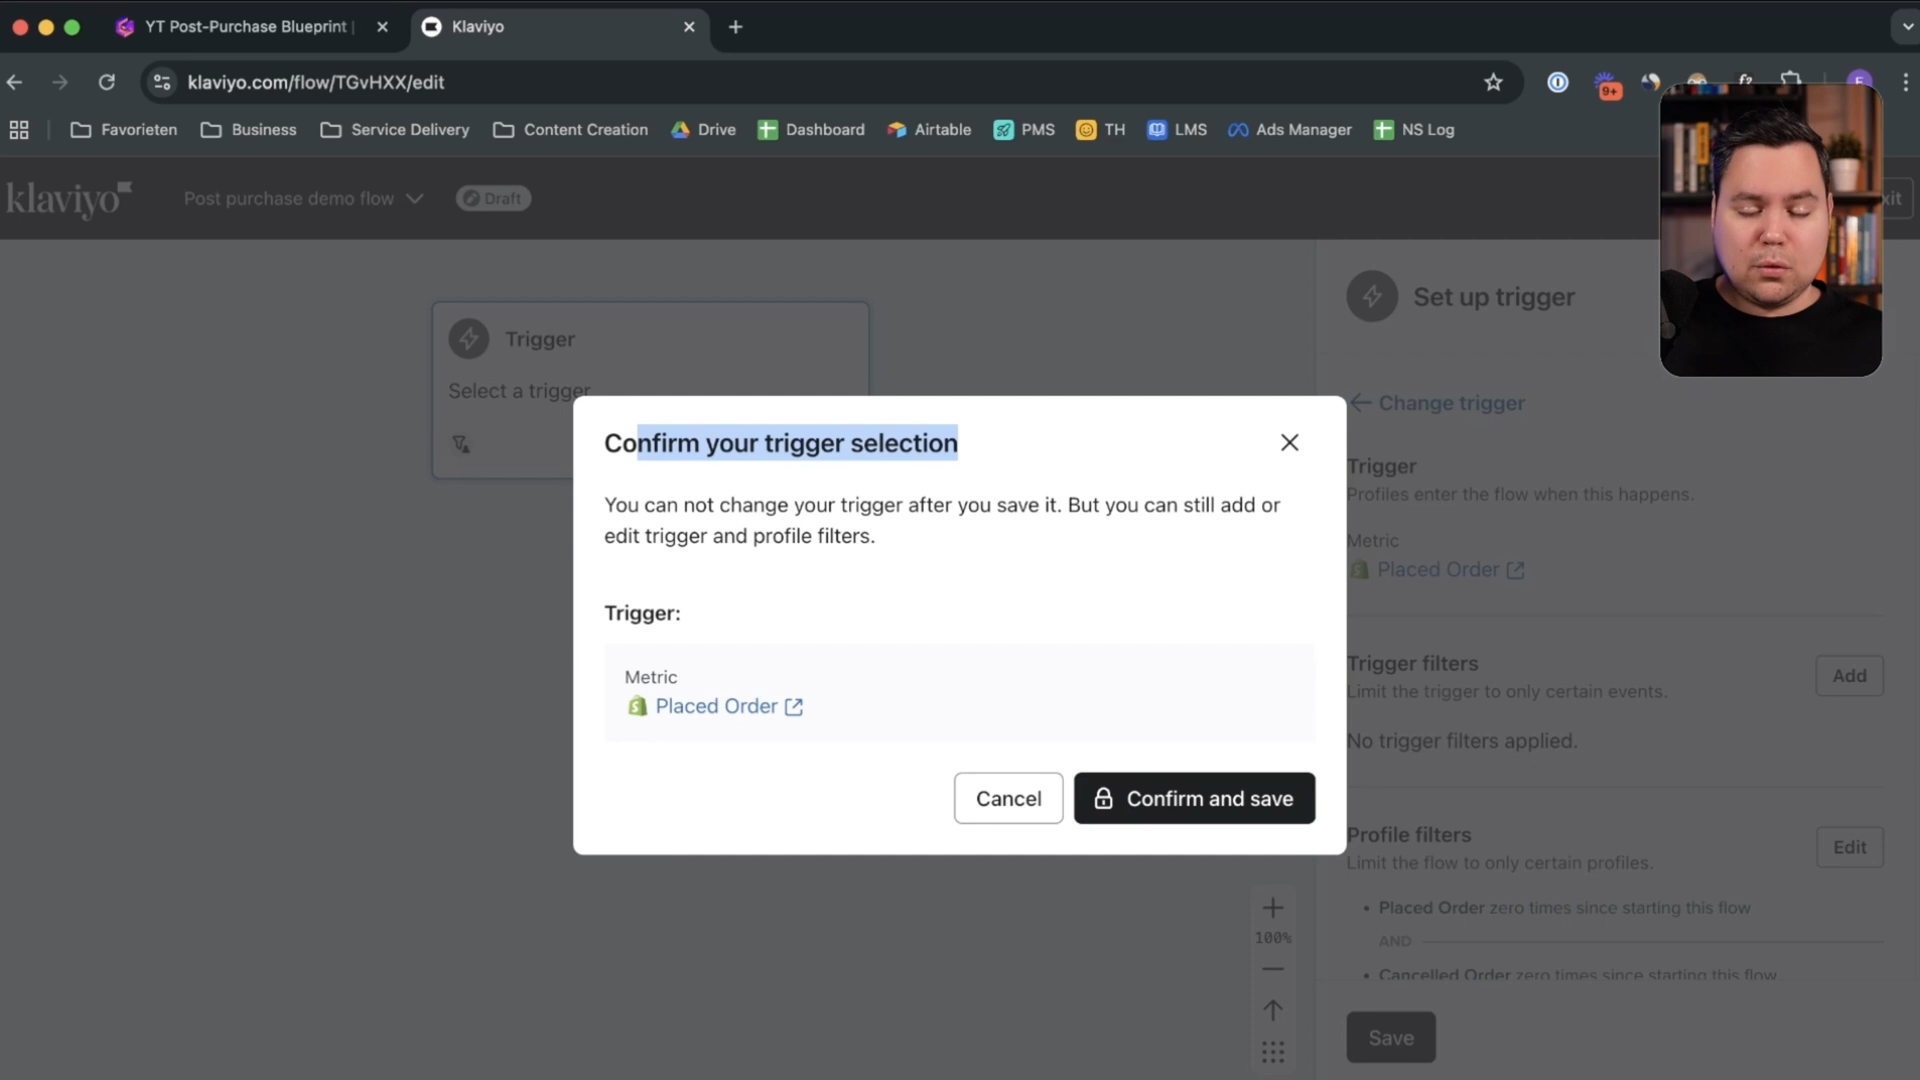 YT Post-Purchase Blueprint |
Klaviyo
klaviyo.com/flow/TGvHXX/edit
9+
Favorieten
Business
Service Delivery
Content Creation
Drive
Dashboard
Airtable
PMS
TH
LMS
Ads Manager
NS Log
klaviyo
Post purchase demo flow
Draft
Trigger
Select a trigger
Set up trigger
Change trigger
Trigger
Profiles enter the flow when this happens.
Metric
Placed Order
Trigger filters
Limit the trigger to only certain events.
Add
No trigger filters applied.
Profile filters
Limit the flow to only certain profiles.
Edit
• Placed Order zero times since starting this flow
AND
• Cancelled Order zero times since starting this flow
Save
Confirm your trigger selection
You can not change your trigger after you save it. But you can still add or
edit trigger and profile filters.
Trigger:
Metric
Placed Order
Cancel
Confirm and save
100%